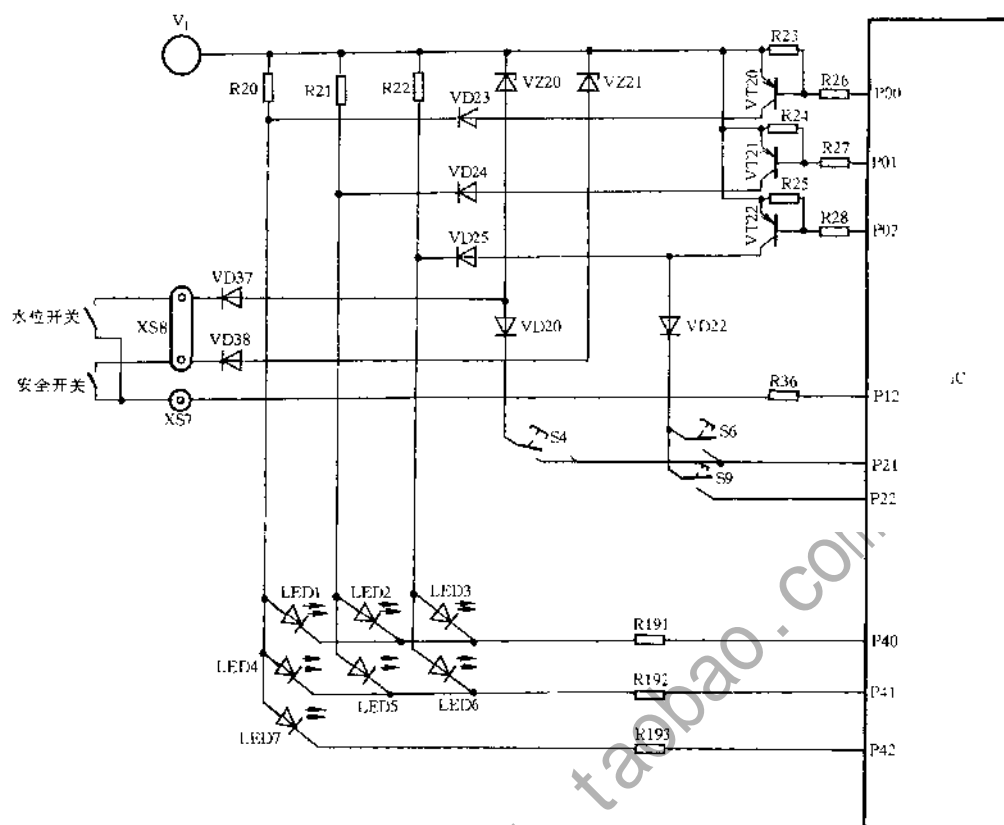 V1
R23
R20
R21
R22
VZ20
VZ21
VT20
R26
P00
VD23
R24
VT21
R27
P01
VD24
R25
VT22
R28
P02
VD25
VD37
水位开关
XS8
VD20
VD22
VD38
安全开关
XS7
R36
P12
IC
S4
S6
P21
S9
P22
LED1
LED2
LED3
R191
P40
LED4
LED5
LED6
R192
P41
LED7
R193
P42
taobao.com